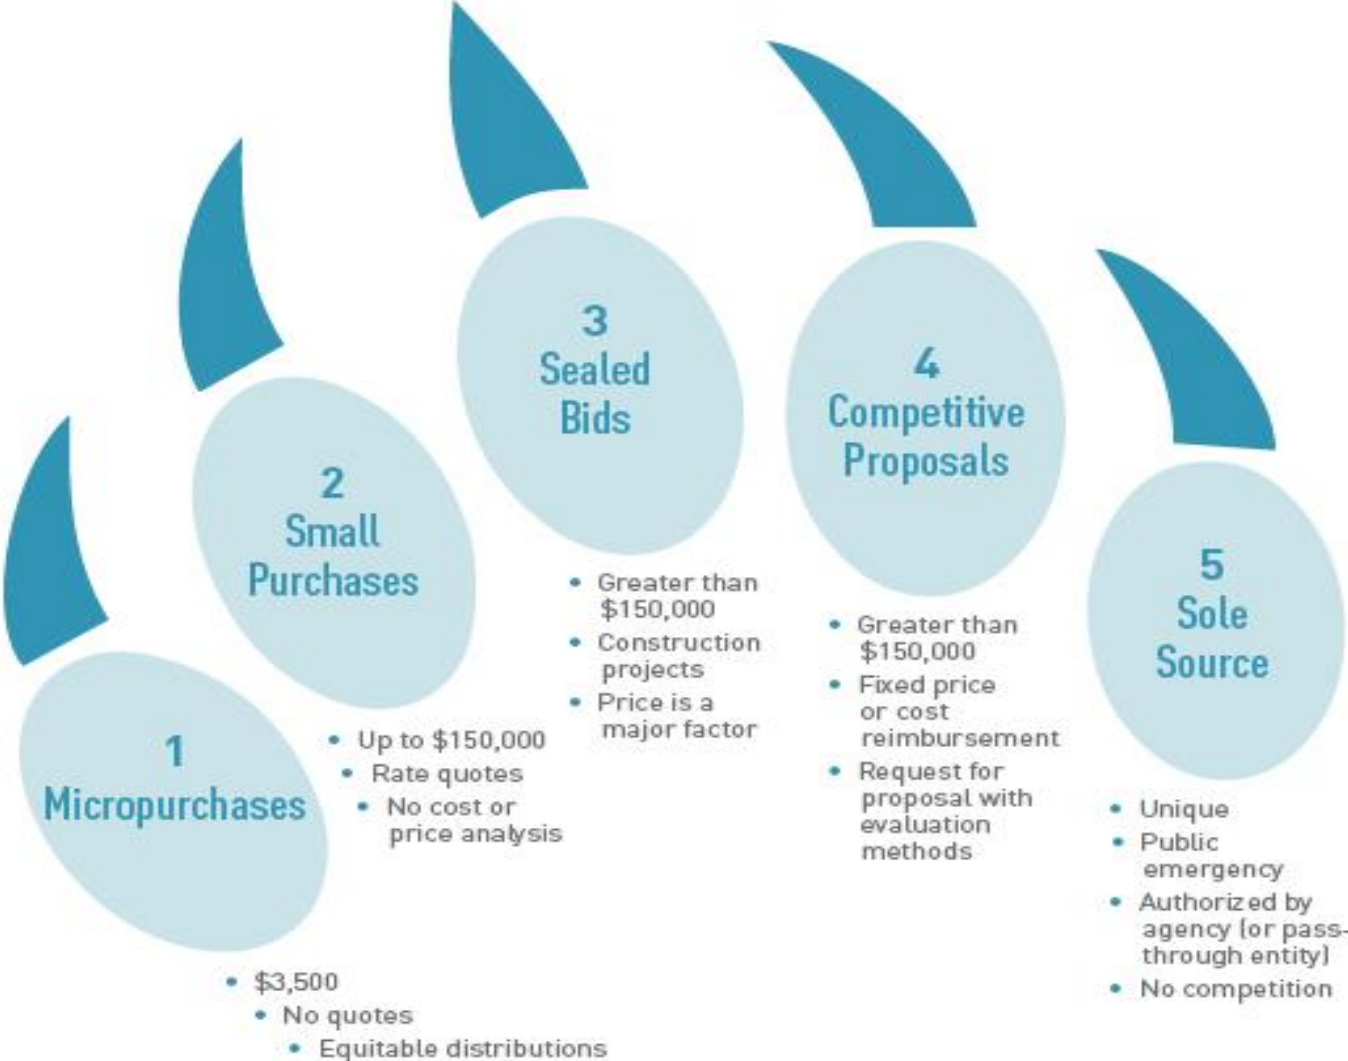 1
Micropurchases
• $3,500
• No quotes
• Equitable distributions
2
Small
Purchases
• Up to $150,000
• Rate quotes
• No cost or
price analysis
3
Sealed
Bids
• Greater than
$150,000
• Construction
projects
• Price is a
major factor
4
Competitive
Proposals
• Greater than
$150,000
• Fixed price
or cost
reimbursement
• Request for
proposal with
evaluation
methods
5
Sole
Source
• Unique
• Public
emergency
• Authorized by
agency (or pass-
through entity)
• No competition